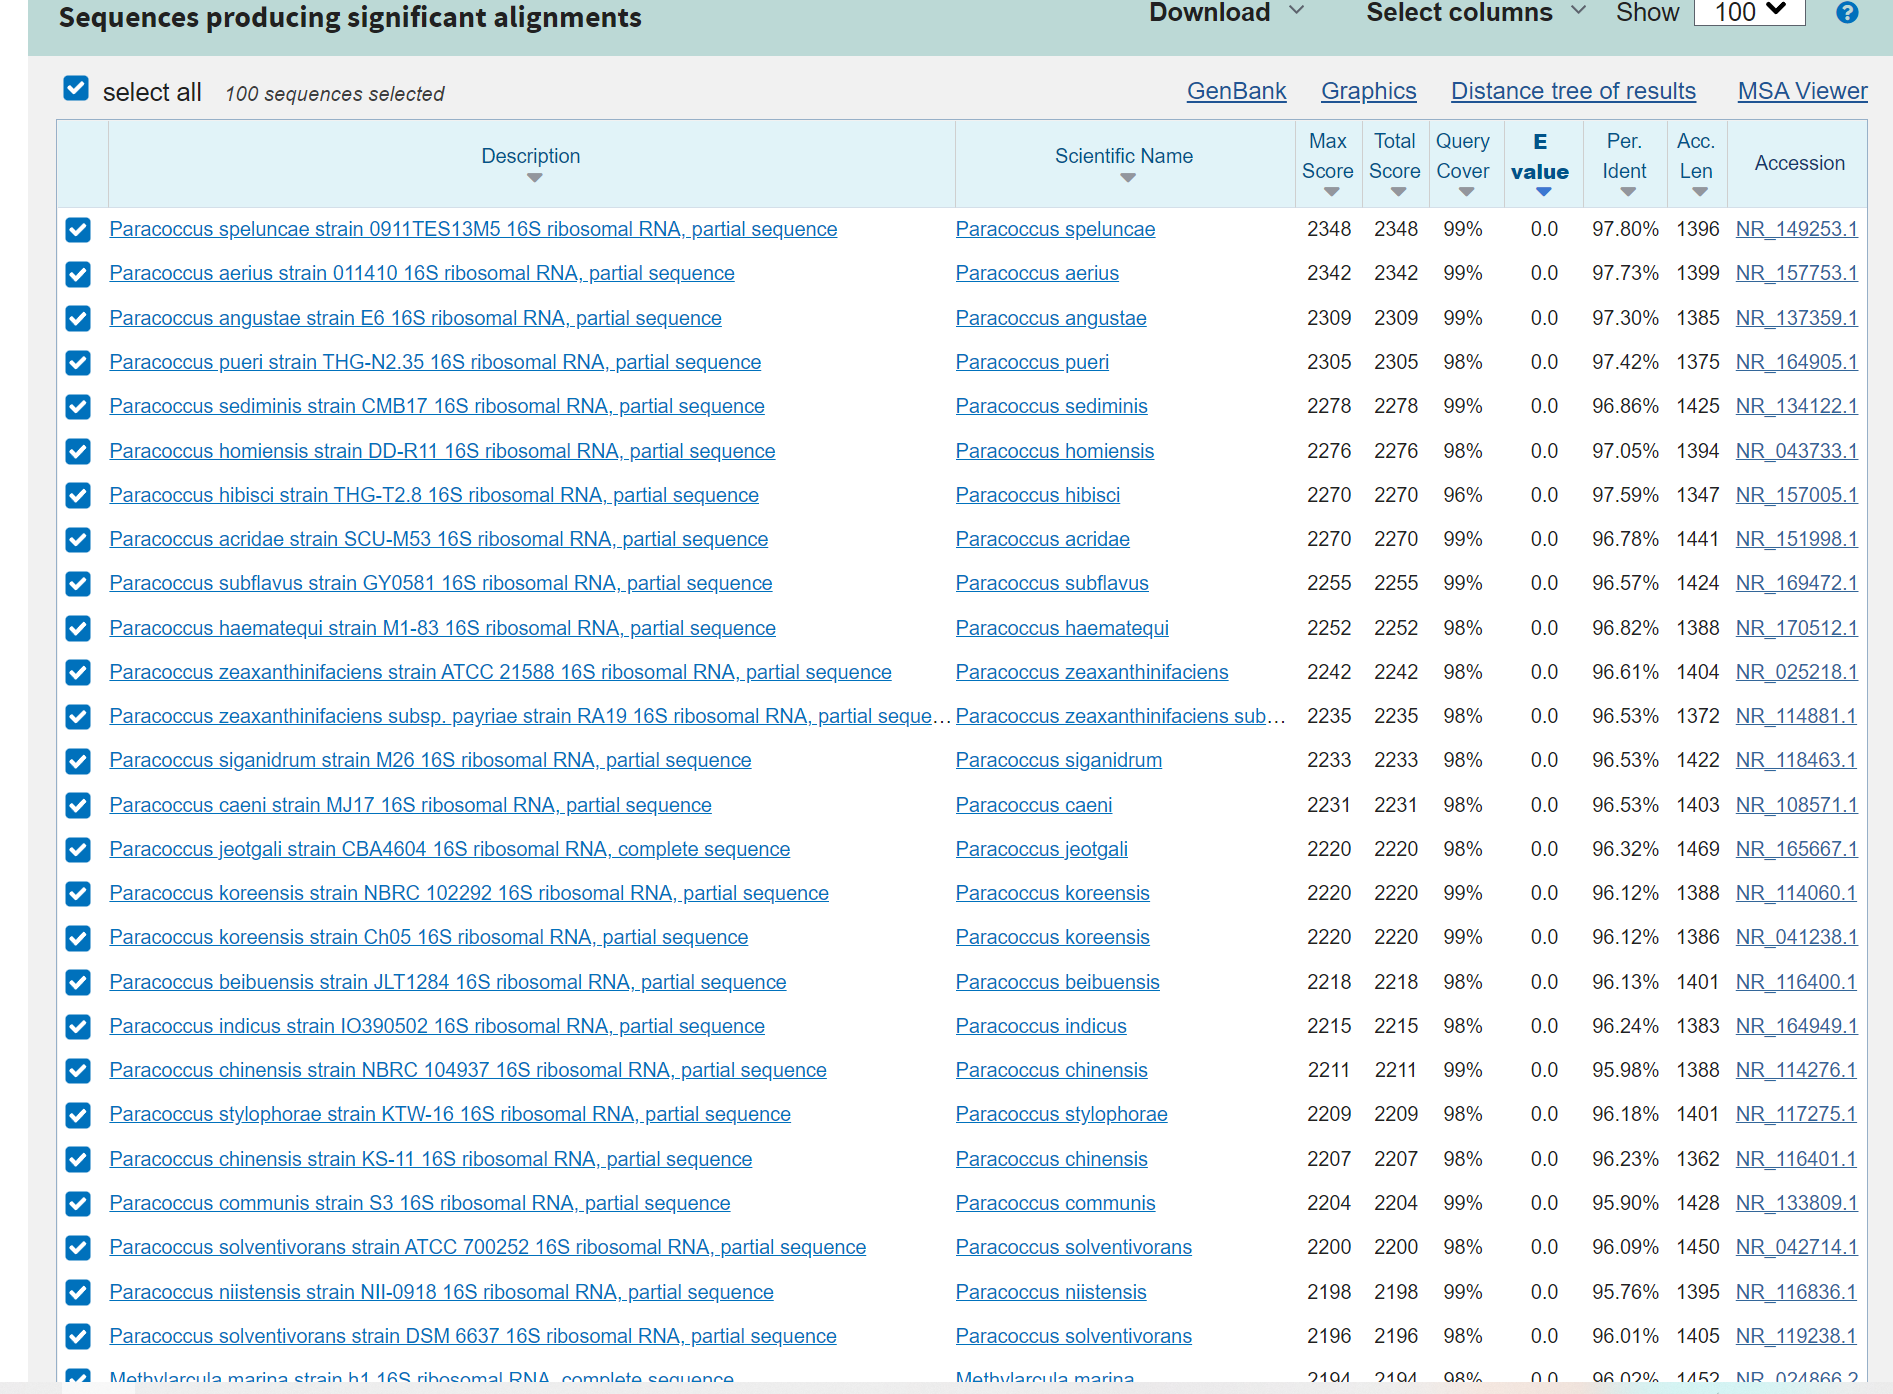 Sequences producing significant alignments Download Select columns Show 100 ?
select all 100 sequences selected GenBank Graphics Distance tree of results MSA Viewer
Description Scientific Name Max Score Total Score Query Cover E value Per. Ident Acc. Len Accession
Paracoccus speluncae strain 0911TES13M5 16S ribosomal RNA, partial sequence Paracoccus speluncae 2348 2348 99% 0.0 97.80% 1396 NR_149253.1
Paracoccus aerius strain 011410 16S ribosomal RNA, partial sequence Paracoccus aerius 2342 2342 99% 0.0 97.73% 1399 NR_157753.1
Paracoccus angustae strain E6 16S ribosomal RNA, partial sequence Paracoccus angustae 2309 2309 99% 0.0 97.30% 1385 NR_137359.1
Paracoccus pueri strain THG-N2.35 16S ribosomal RNA, partial sequence Paracoccus pueri 2305 2305 98% 0.0 97.42% 1375 NR_164905.1
Paracoccus sediminis strain CMB17 16S ribosomal RNA, partial sequence Paracoccus sediminis 2278 2278 99% 0.0 96.86% 1425 NR_134122.1
Paracoccus homiensis strain DD-R11 16S ribosomal RNA, partial sequence Paracoccus homiensis 2276 2276 98% 0.0 97.05% 1394 NR_043733.1
Paracoccus hibisci strain THG-T2.8 16S ribosomal RNA, partial sequence Paracoccus hibisci 2270 2270 96% 0.0 97.59% 1347 NR_157005.1
Paracoccus acridae strain SCU-M53 16S ribosomal RNA, partial sequence Paracoccus acridae 2270 2270 99% 0.0 96.78% 1441 NR_151998.1
Paracoccus subflavus strain GY0581 16S ribosomal RNA, partial sequence Paracoccus subflavus 2255 2255 99% 0.0 96.57% 1424 NR_169472.1
Paracoccus haematequi strain M1-83 16S ribosomal RNA, partial sequence Paracoccus haematequi 2252 2252 98% 0.0 96.82% 1388 NR_170512.1
Paracoccus zeaxanthinifaciens strain ATCC 21588 16S ribosomal RNA, partial sequence Paracoccus zeaxanthinifaciens 2242 2242 98% 0.0 96.61% 1404 NR_025218.1
Paracoccus zeaxanthinifaciens subsp. payriae strain RA19 16S ribosomal RNA, partial seque... Paracoccus zeaxanthinifaciens sub... 2235 2235 98% 0.0 96.53% 1372 NR_114881.1
Paracoccus siganidrum strain M26 16S ribosomal RNA, partial sequence Paracoccus siganidrum 2233 2233 98% 0.0 96.53% 1422 NR_118463.1
Paracoccus caeni strain MJ17 16S ribosomal RNA, partial sequence Paracoccus caeni 2231 2231 98% 0.0 96.53% 1403 NR_108571.1
Paracoccus jeotgali strain CBA4604 16S ribosomal RNA, complete sequence Paracoccus jeotgali 2220 2220 98% 0.0 96.32% 1469 NR_165667.1
Paracoccus koreensis strain NBRC 102292 16S ribosomal RNA, partial sequence Paracoccus koreensis 2220 2220 99% 0.0 96.12% 1388 NR_114060.1
Paracoccus koreensis strain Ch05 16S ribosomal RNA, partial sequence Paracoccus koreensis 2220 2220 99% 0.0 96.12% 1386 NR_041238.1
Paracoccus beibuensis strain JLT1284 16S ribosomal RNA, partial sequence Paracoccus beibuensis 2218 2218 98% 0.0 96.13% 1401 NR_116400.1
Paracoccus indicus strain IO390502 16S ribosomal RNA, partial sequence Paracoccus indicus 2215 2215 98% 0.0 96.24% 1383 NR_164949.1
Paracoccus chinensis strain NBRC 104937 16S ribosomal RNA, partial sequence Paracoccus chinensis 2211 2211 99% 0.0 95.98% 1388 NR_114276.1
Paracoccus stylophorae strain KTW-16 16S ribosomal RNA, partial sequence Paracoccus stylophorae 2209 2209 98% 0.0 96.18% 1401 NR_117275.1
Paracoccus chinensis strain KS-11 16S ribosomal RNA, partial sequence Paracoccus chinensis 2207 2207 98% 0.0 96.23% 1362 NR_116401.1
Paracoccus communis strain S3 16S ribosomal RNA, partial sequence Paracoccus communis 2204 2204 99% 0.0 95.90% 1428 NR_133809.1
Paracoccus solventivorans strain ATCC 700252 16S ribosomal RNA, partial sequence Paracoccus solventivorans 2200 2200 98% 0.0 96.09% 1450 NR_042714.1
Paracoccus niistensis strain NII-0918 16S ribosomal RNA, partial sequence Paracoccus niistensis 2198 2198 99% 0.0 95.76% 1395 NR_116836.1
Paracoccus solventivorans strain DSM 6637 16S ribosomal RNA, partial sequence Paracoccus solventivorans 2196 2196 98% 0.0 96.01% 1405 NR_119238.1
Methylarcula marina strain h1 16S ribosomal RNA, complete sequence Methylarcula marina 2194 2194 98% 0.0 96.02% 1452 NR_024866.2